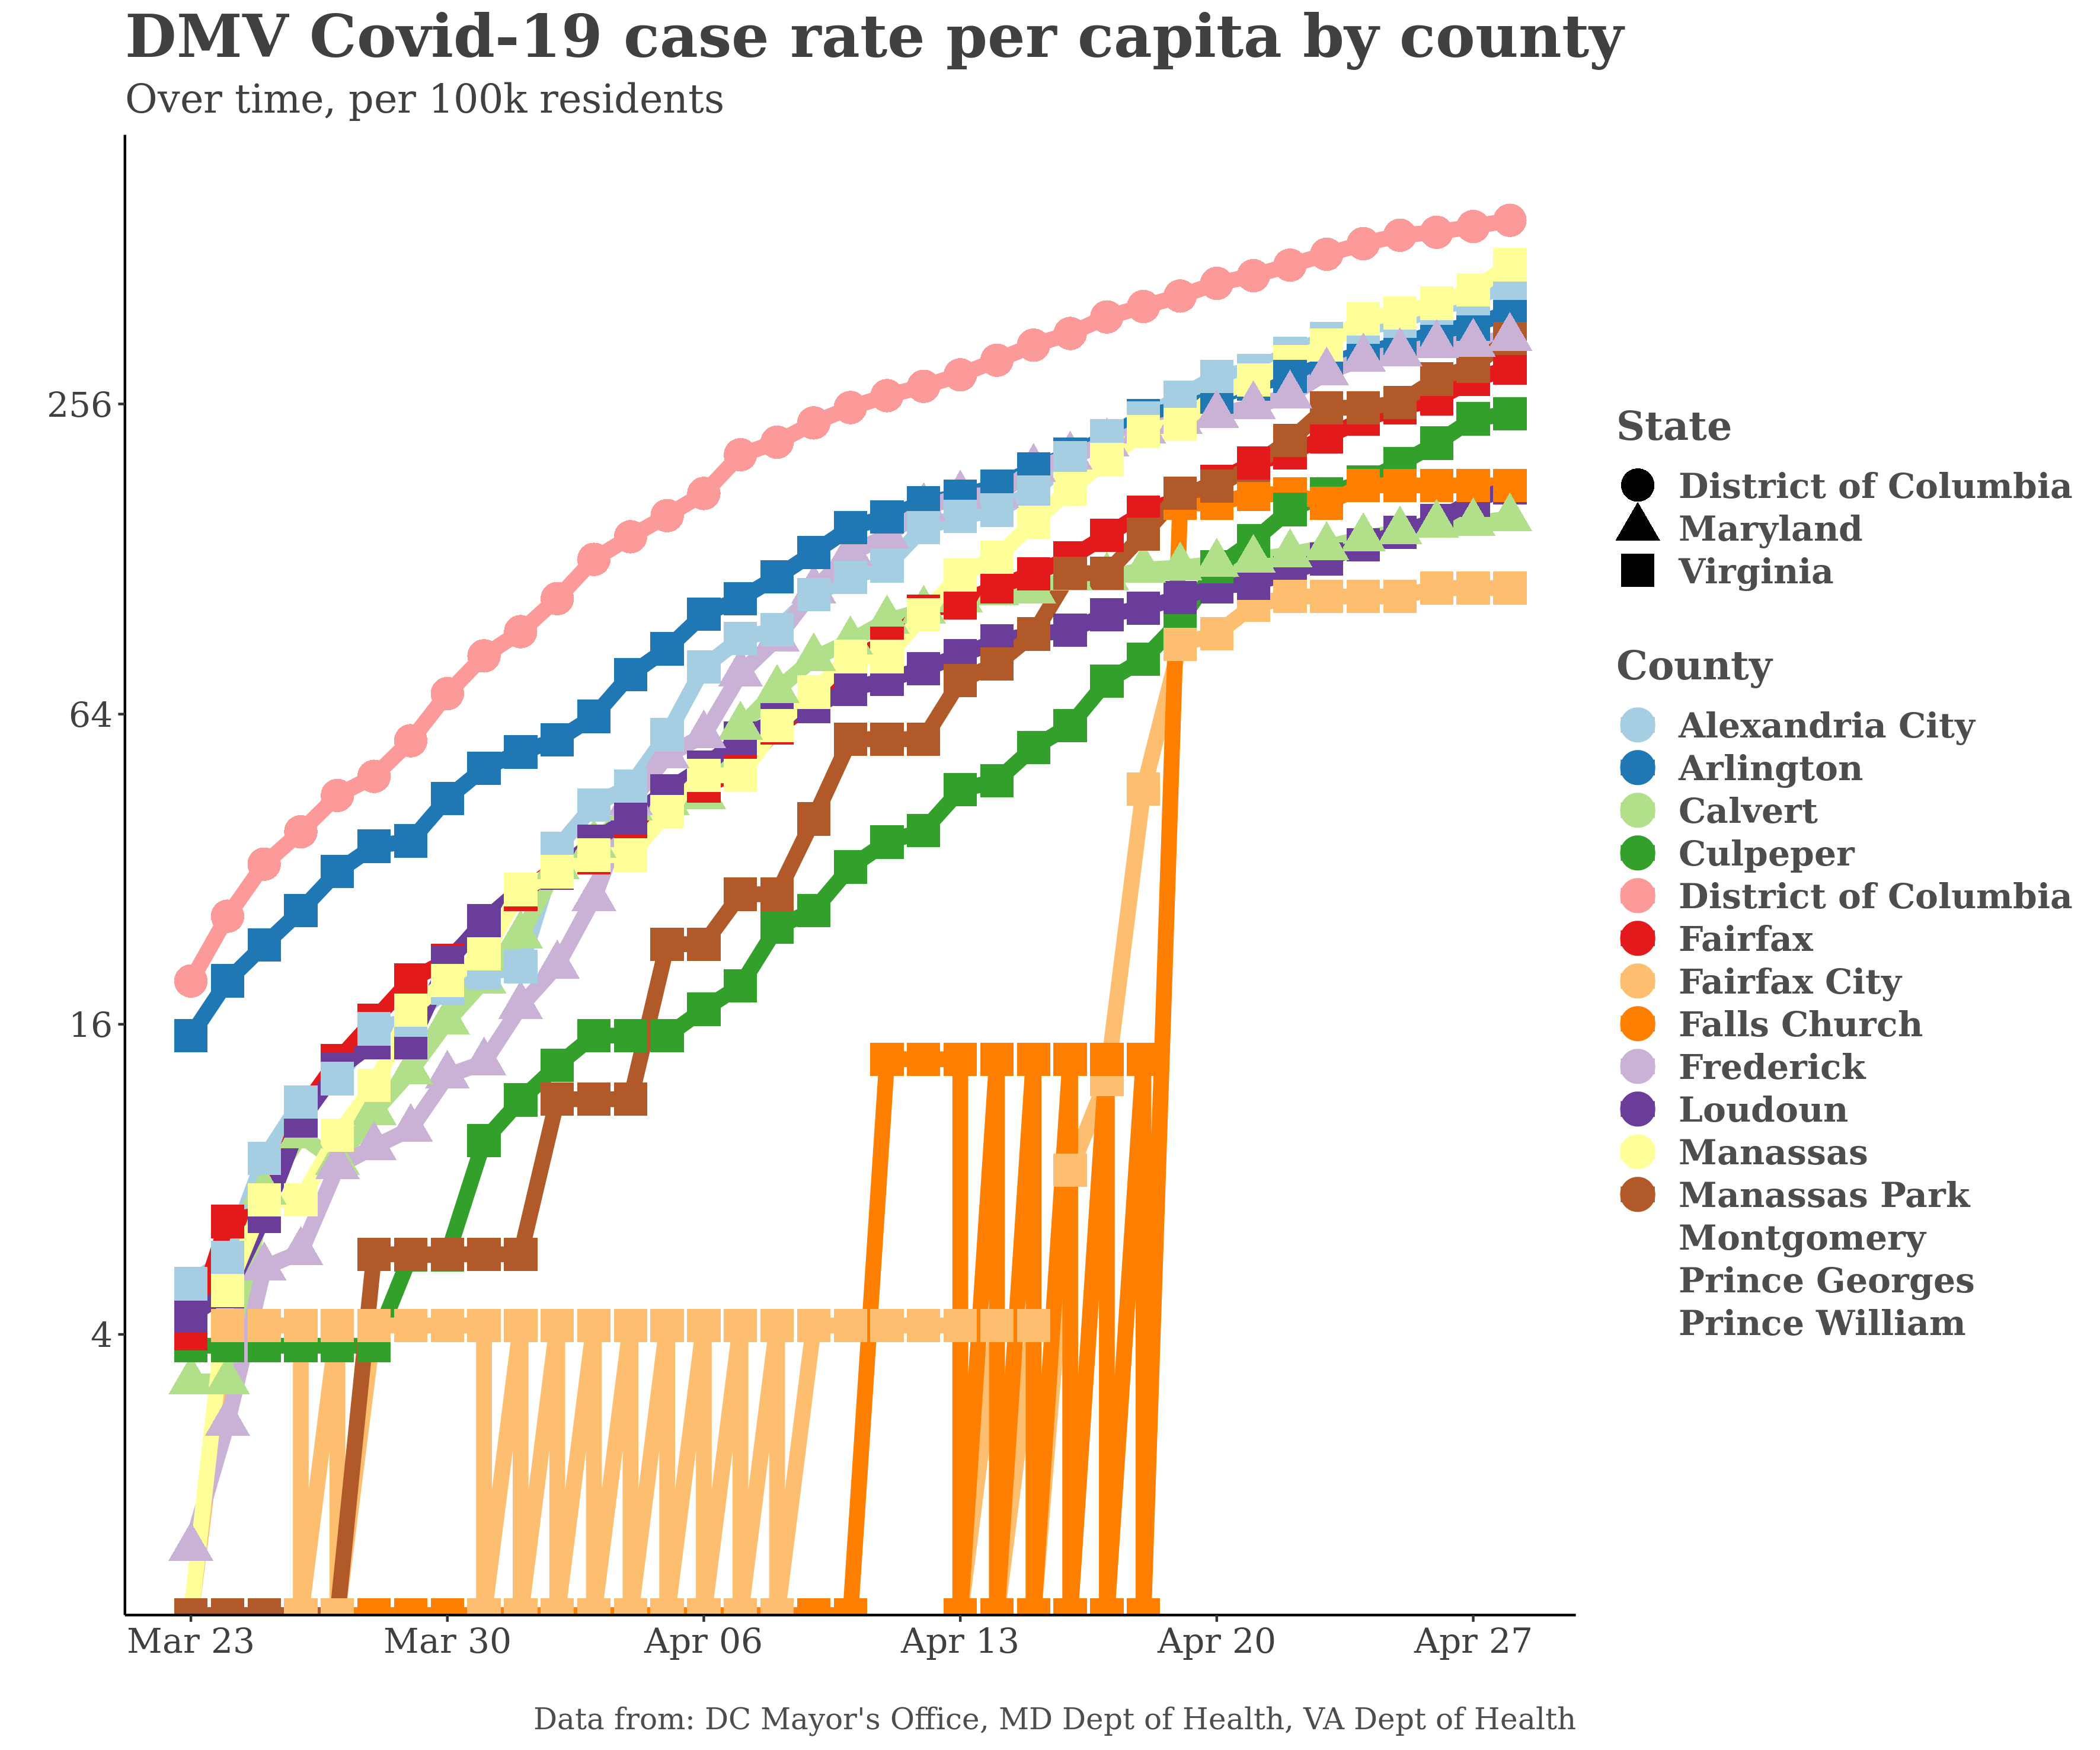 DMV Covid-19 case rate per capita by county
Over time, per 100k residents
256
64
16
4
Mar 23
Mar 30
Apr 06
Apr 13
Apr 20
Apr 27
State
District of Columbia
Maryland
Virginia
County
Alexandria City
Arlington
Calvert
Culpeper
District of Columbia
Fairfax
Fairfax City
Falls Church
Frederick
Loudoun
Manassas
Manassas Park
Montgomery
Prince Georges
Prince William
Data from: DC Mayor's Office, MD Dept of Health, VA Dept of Health